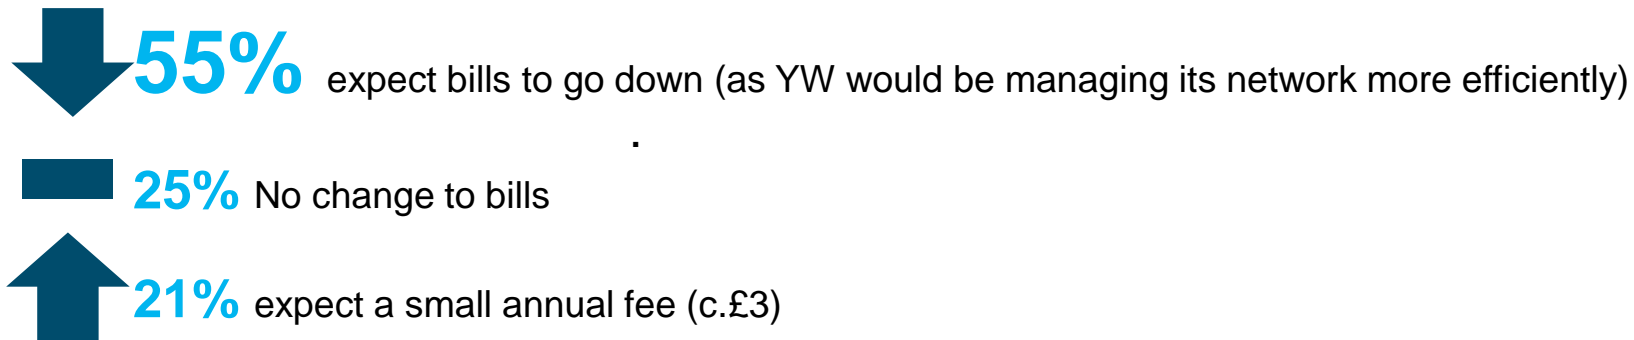 55% expect bills to go down (as YW would be managing its network more efficiently)
.
25% No change to bills
21% expect a small annual fee (c.£3)